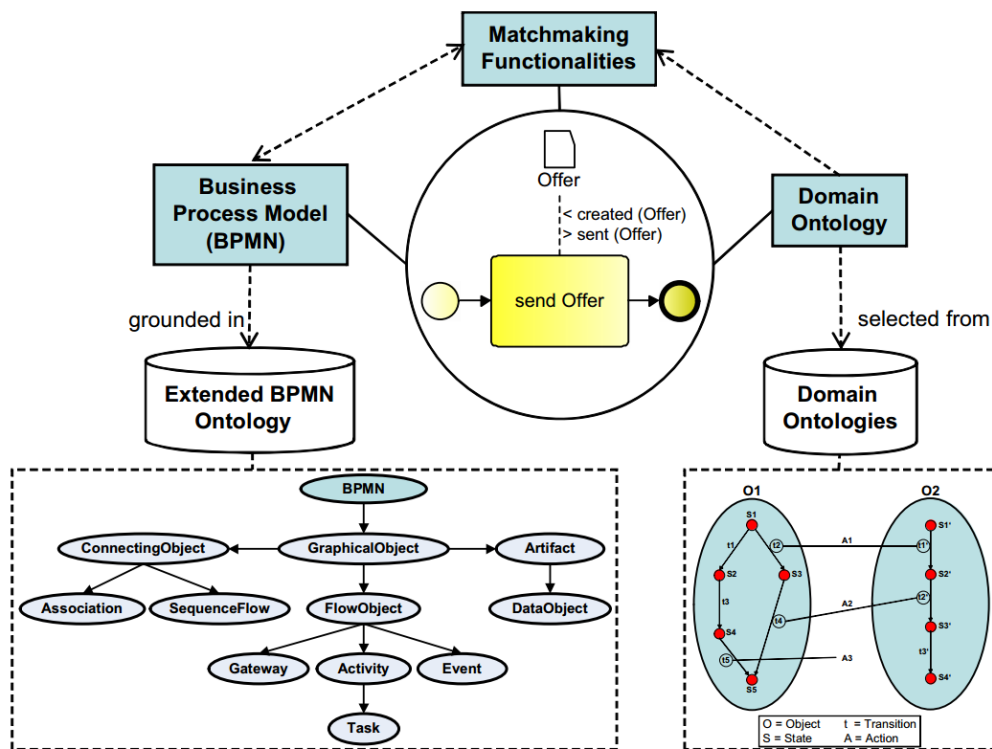 Matchmaking
Functionalities
Offer
< created (Offer)
> sent (Offer)
Business
Process Model
(BPMN)
Domain
Ontology
send Offer
grounded in
selected from
Extended BPMN
Ontology
Domain
Ontologies
BPMN
ConnectingObject
GraphicalObject
Artifact
Association
SequenceFlow
FlowObject
DataObject
Gateway
Activity
Event
Task
O1
O2
S1
S1'
t1
t2
A1
t1'
S2
S3
S2'
t3
t4
A2
t2'
S4
S3'
t5
A3
t3'
S5
S4'
O = Object t = Transition
S = State A = Action